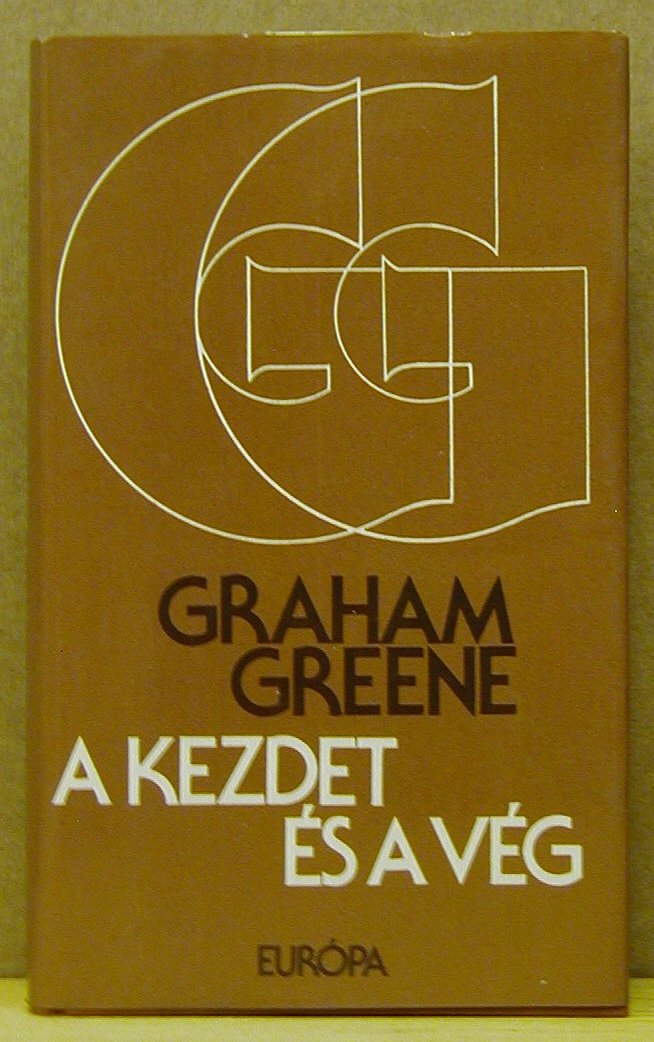 GG
GRAHAM
GREENE
A KEZDET
ÉS A VÉG
EURÓPA